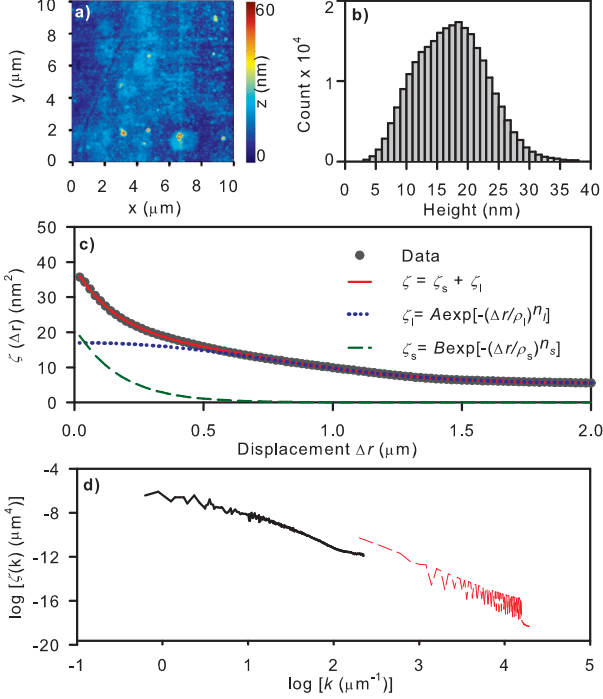 a)
60
z (nm)
0
10
8
6
4
2
0
y (μm)
0 2 4 6 8 10
x (μm)
b)
2
1
0
Count x 10⁴
0 5 10 15 20 25 30 35 40
Height (nm)
c)
50
40
30
20
10
0
ζ (Δr) (nm²)
Data
ζ = ζs + ζl
ζl = Aexp[-(Δr/ρl)^nl]
ζs = Bexp[-(Δr/ρs)^ns]
0.0 0.5 1.0 1.5 2.0
Displacement Δr (μm)
d)
-4
-8
-12
-16
-20
log [ζ(k) (μm⁴)]
-1 0 1 2 3 4 5
log [k (μm⁻¹)]